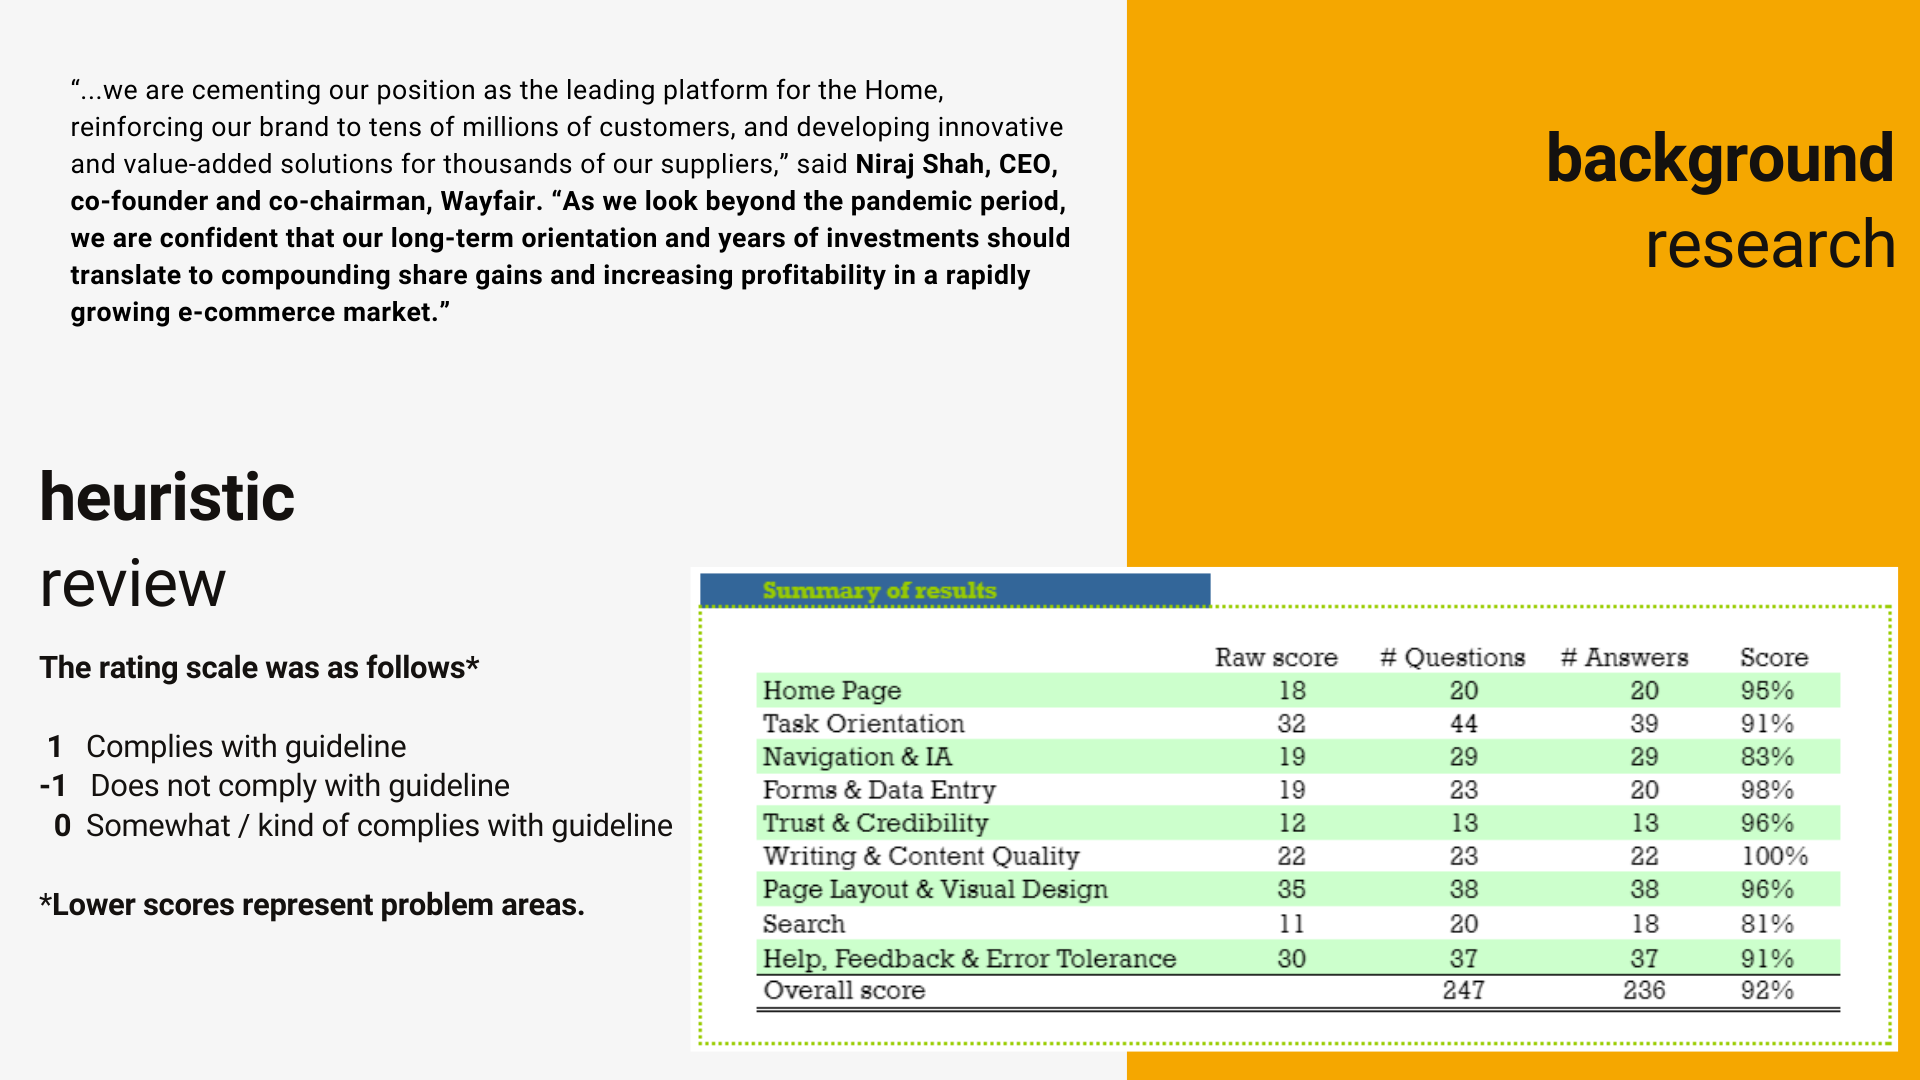 “...we are cementing our position as the leading platform for the Home,
reinforcing our brand to tens of millions of customers, and developing innovative
and value-added solutions for thousands of our suppliers,” said Niraj Shah, CEO,
co-founder and co-chairman, Wayfair. “As we look beyond the pandemic period,
we are confident that our long-term orientation and years of investments should
translate to compounding share gains and increasing profitability in a rapidly
growing e-commerce market.”
background
research
heuristic
review
The rating scale was as follows*
1 Complies with guideline
-1 Does not comply with guideline
0 Somewhat / kind of complies with guideline
*Lower scores represent problem areas.
Summary of results
Raw score # Questions # Answers Score
Home Page 18 20 20 95%
Task Orientation 32 44 39 91%
Navigation & IA 19 29 29 83%
Forms & Data Entry 19 23 20 98%
Trust & Credibility 12 13 13 96%
Writing & Content Quality 22 23 22 100%
Page Layout & Visual Design 35 38 38 96%
Search 11 20 18 81%
Help, Feedback & Error Tolerance 30 37 37 91%
Overall score 247 236 92%